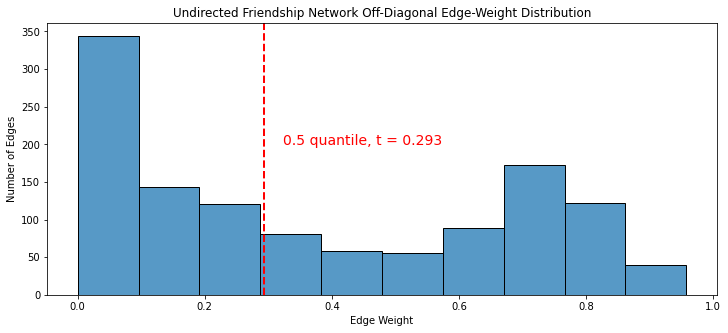 Undirected Friendship Network Off-Diagonal Edge-Weight Distribution
350
300
250
200
150
100
50
0
Number of Edges
0.5 quantile, t = 0.293
0.0 0.2 0.4 0.6 0.8 1.0
Edge Weight